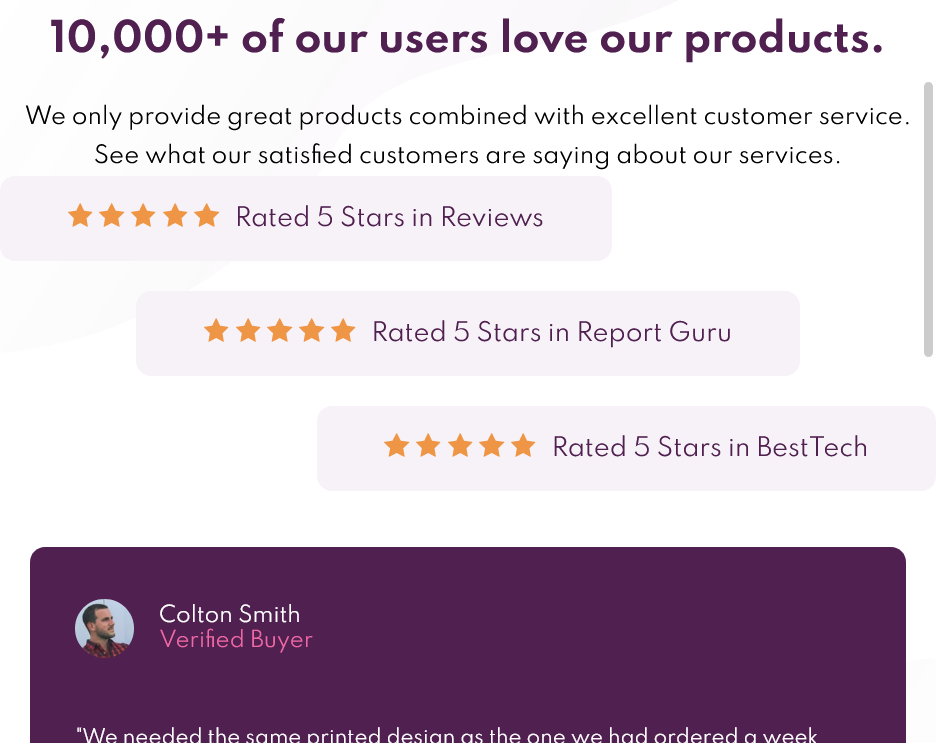 10,000+ of our users love our products.
We only provide great products combined with excellent customer service.
See what our satisfied customers are saying about our services.
Rated 5 Stars in Reviews
Rated 5 Stars in Report Guru
Rated 5 Stars in BestTech
Colton Smith
Verified Buyer
"We needed the same printed design as the one we had ordered a week